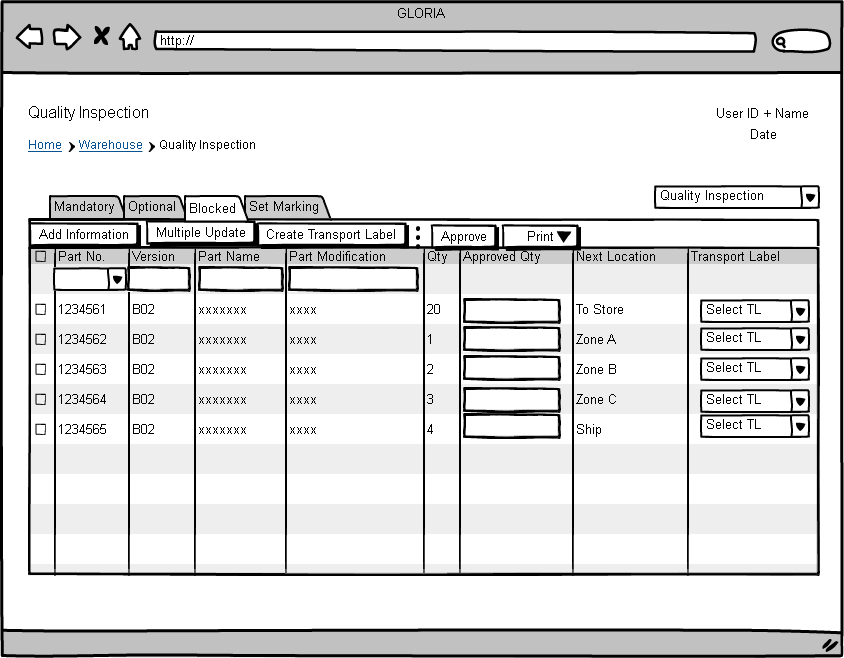 GLORIA
http://
Quality Inspection
User ID + Name
Date
Home Warehouse Quality Inspection
Quality Inspection
Mandatory Optional Blocked Set Marking
Add Information Multiple Update Create Transport Label Approve Print
Part No. Version Part Name Part Modification Qty Approved Qty Next Location Transport Label
1234561 B02 xxxxxxx xxxx 20 To Store Select TL
1234562 B02 xxxxxxx xxxx 1 Zone A Select TL
1234563 B02 xxxxxxx xxxx 2 Zone B Select TL
1234564 B02 xxxxxxx xxxx 3 Zone C Select TL
1234565 B02 xxxxxxx xxxx 4 Ship Select TL